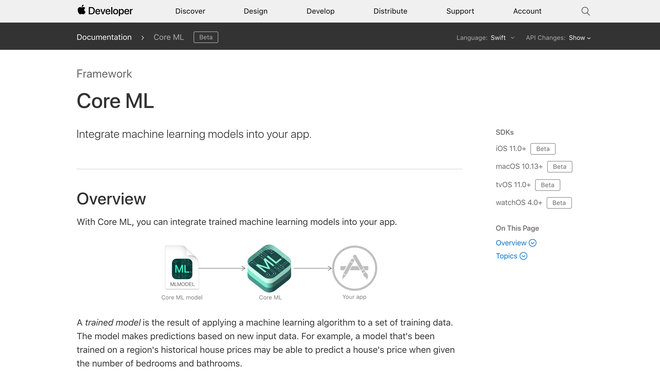 Developer
Discover
Design
Develop
Distribute
Support
Account
Documentation
Core ML
Beta
Language: Swift
API Changes: Show
Framework
Core ML
Integrate machine learning models into your app.
SDKs
iOS 11.0+ Beta
macOS 10.13+ Beta
tvOS 11.0+ Beta
watchOS 4.0+ Beta
On This Page
Overview
Topics
Overview
With Core ML, you can integrate trained machine learning models into your app.
ML
MLMODEL
Core ML model
ML
Core ML
Your app
A trained model is the result of applying a machine learning algorithm to a set of training data.
The model makes predictions based on new input data. For example, a model that's been
trained on a region's historical house prices may be able to predict a house's price when given
the number of bedrooms and bathrooms.